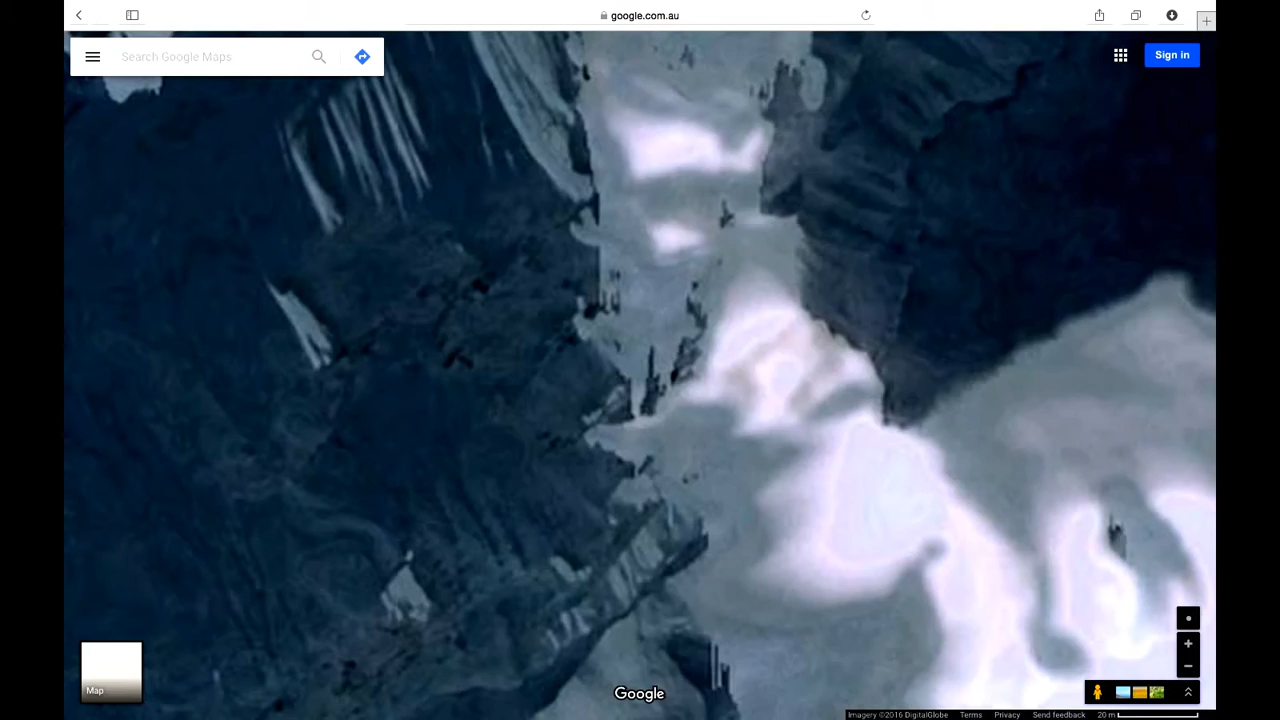 google.com.au
Search Google Maps
Sign in
Map
Google
Imagery ©2016 DigitalGlobe Terms Privacy Send feedback 20 m